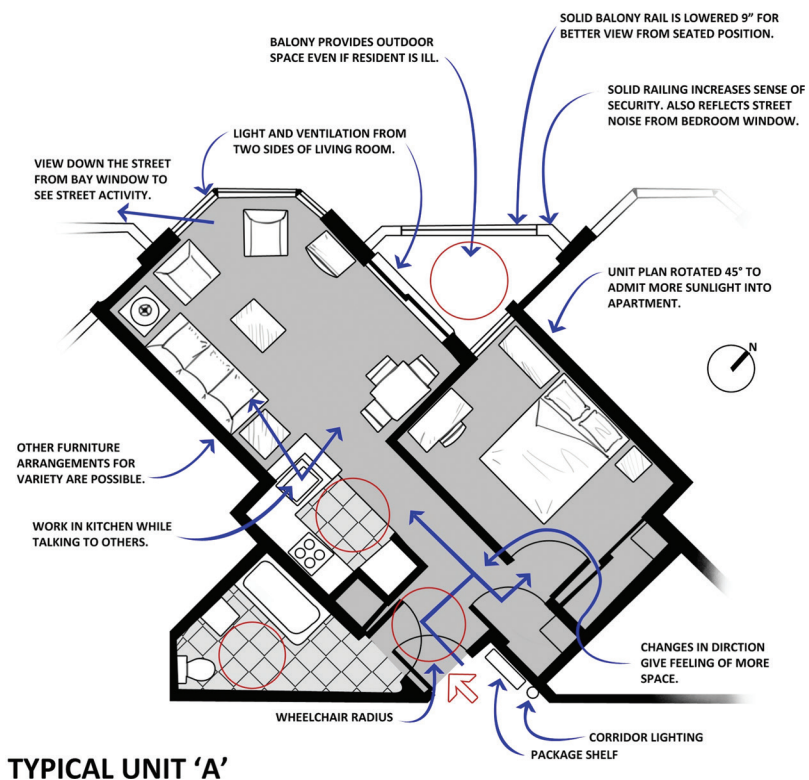 SOLID BALONY RAIL IS LOWERED 9” FOR
BETTER VIEW FROM SEATED POSITION.
BALONY PROVIDES OUTDOOR
SPACE EVEN IF RESIDENT IS ILL.
SOLID RAILING INCREASES SENSE OF
SECURITY. ALSO REFLECTS STREET
NOISE FROM BEDROOM WINDOW.
LIGHT AND VENTILATION FROM
TWO SIDES OF LIVING ROOM.
VIEW DOWN THE STREET
FROM BAY WINDOW TO
SEE STREET ACTIVITY.
UNIT PLAN ROTATED 45° TO
ADMIT MORE SUNLIGHT INTO
APARTMENT.
N
OTHER FURNITURE
ARRANGEMENTS FOR
VARIETY ARE POSSIBLE.
WORK IN KITCHEN WHILE
TALKING TO OTHERS.
CHANGES IN DIRCTION
GIVE FEELING OF MORE
SPACE.
WHEELCHAIR RADIUS
CORRIDOR LIGHTING
PACKAGE SHELF
TYPICAL UNIT ‘A’